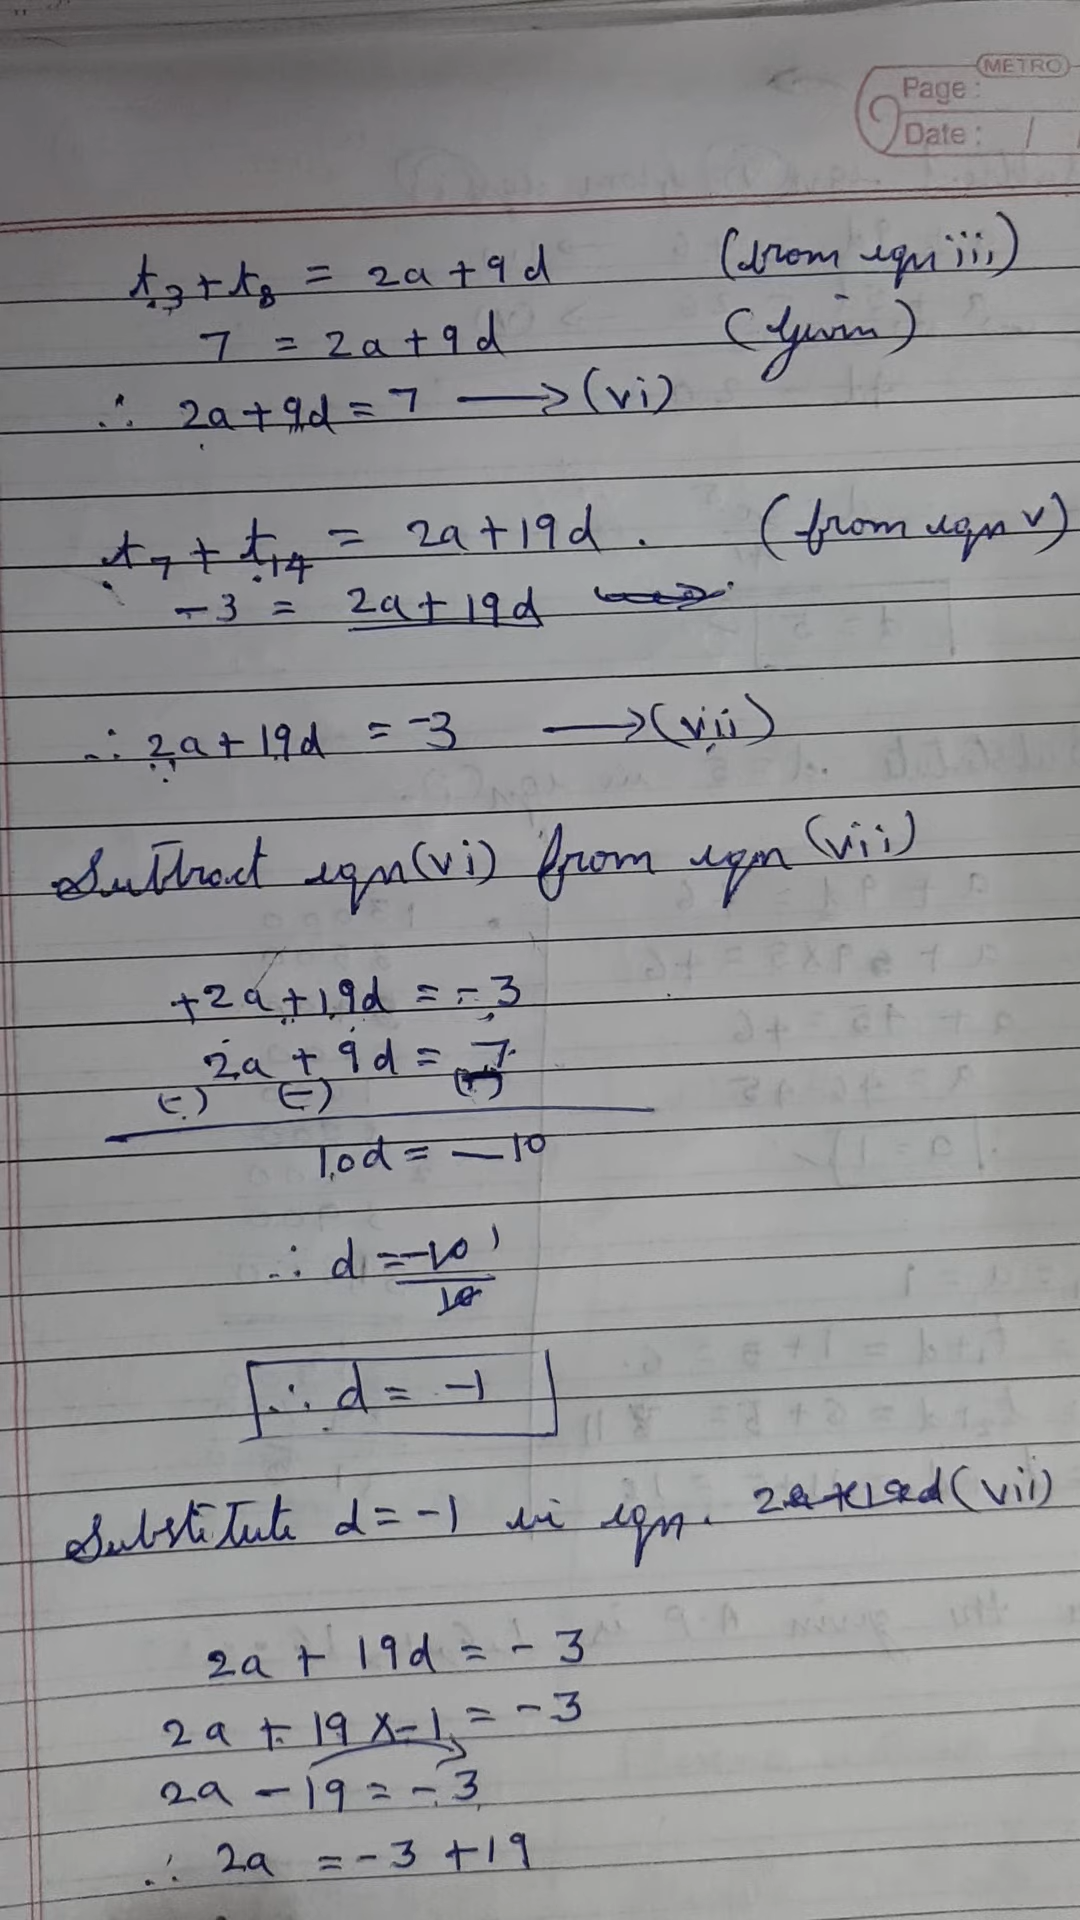 METRO
Page :
Date : / /
t₃ + t₈ = 2a + 9d (from eqn iii)
7 = 2a + 9d (Given)
∴ 2a + 9d = 7 ⟶ (vi)
t₇ + t₁₄ = 2a + 19d . (from eqn v)
-3 = 2a + 19d
∴ 2a + 19d = -3 ⟶ (vii)
Subtract eqn (vi) from eqn (vii)
+2a + 19d = -3
2a + 9d = 7
(-) (-) (-)
10d = -10
∴ d = -10/10
∴ d = -1
Substitute d = -1 in eqn. 2a+19d (vii)
2a + 19d = -3
2a + 19 x -1 = -3
2a - 19 = -3
∴ 2a = -3 + 19